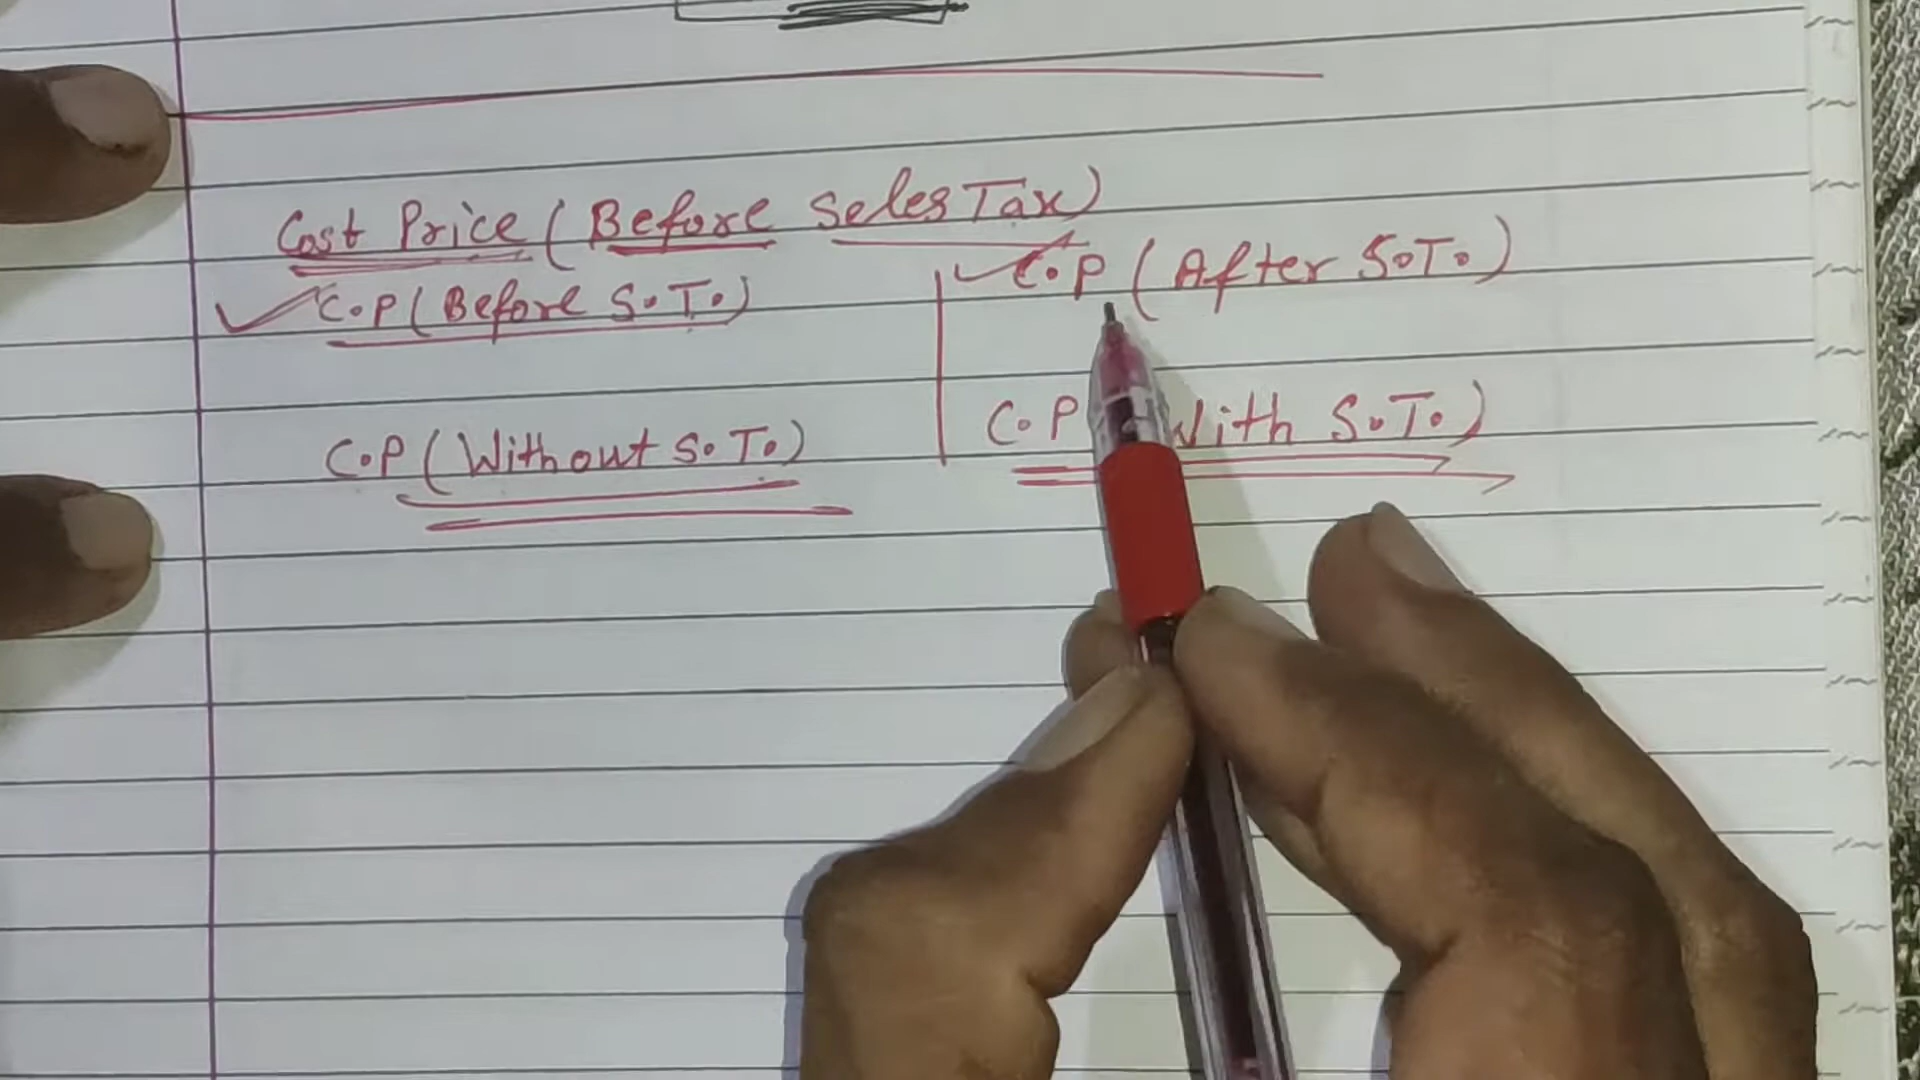 Cost Price (Before Seles Tax)
C.P (Before S.T.)
C.P (After S.T.)
C.P (Without S.T.)
C.P (With S.T.)